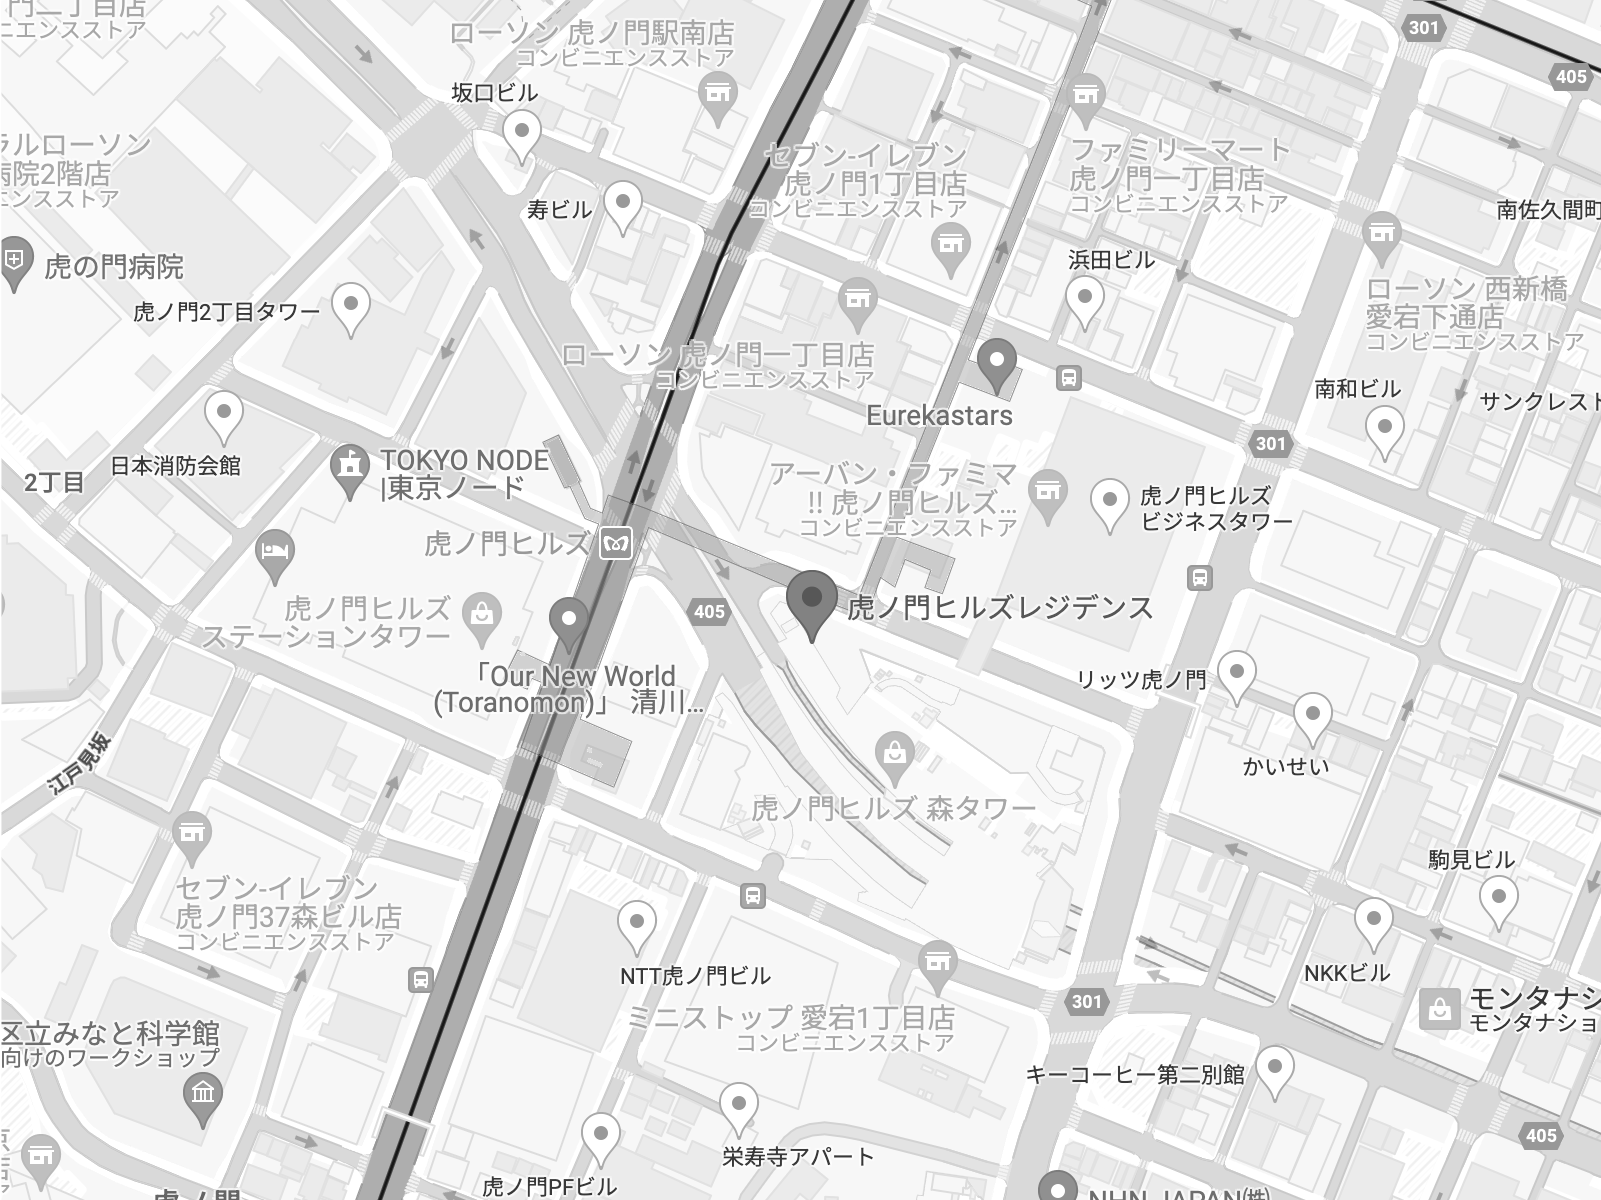 門二丁目店
ニエンスストア
ローソン 虎ノ門駅南店
コンビニエンスストア
301
405
坂口ビル
ラルローソン
病院2階店
エンスストア
セブン-イレブン
虎ノ門1丁目店
コンビニエンスストア
ファミリーマート
虎ノ門一丁目店
コンビニエンスストア
寿ビル
南佐久間町
虎の門病院
浜田ビル
虎ノ門2丁目タワー
ローソン 西新橋
愛宕下通店
コンビニエンスストア
ローソン 虎ノ門一丁目店
コンビニエンスストア
南和ビル
サンクレスト
Eurekastars
301
日本消防会館
2丁目
TOKYO NODE
|東京ノード
アーバン・ファミマ
!! 虎ノ門ヒルズ...
コンビニエンスストア
虎ノ門ヒルズ
ビジネスタワー
虎ノ門ヒルズ
虎ノ門ヒルズ
ステーションタワー
405
虎ノ門ヒルズレジデンス
「Our New World
(Toranomon)」 清川...
リッツ虎ノ門
江戸見坂
かいせい
虎ノ門ヒルズ 森タワー
駒見ビル
セブン-イレブン
虎ノ門37森ビル店
コンビニエンスストア
NTT虎ノ門ビル
NKKビル
301
モンタナシ
モンタナショ
ミニストップ 愛宕1丁目店
コンビニエンスストア
区立みなと科学館
向けのワークショップ
キーコーヒー第二別館
405
栄寿寺アパート
虎ノ門PFビル
虎ノ門
NHN JAPAN(株)